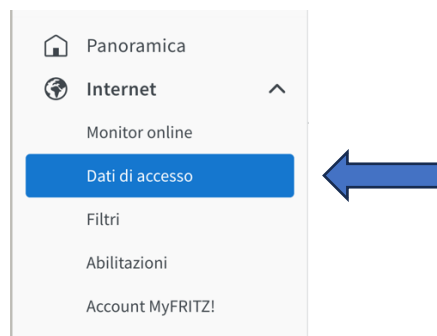 Panoramica
Internet
Monitor online
Dati di accesso
Filtri
Abilitazioni
Account MyFRITZ!